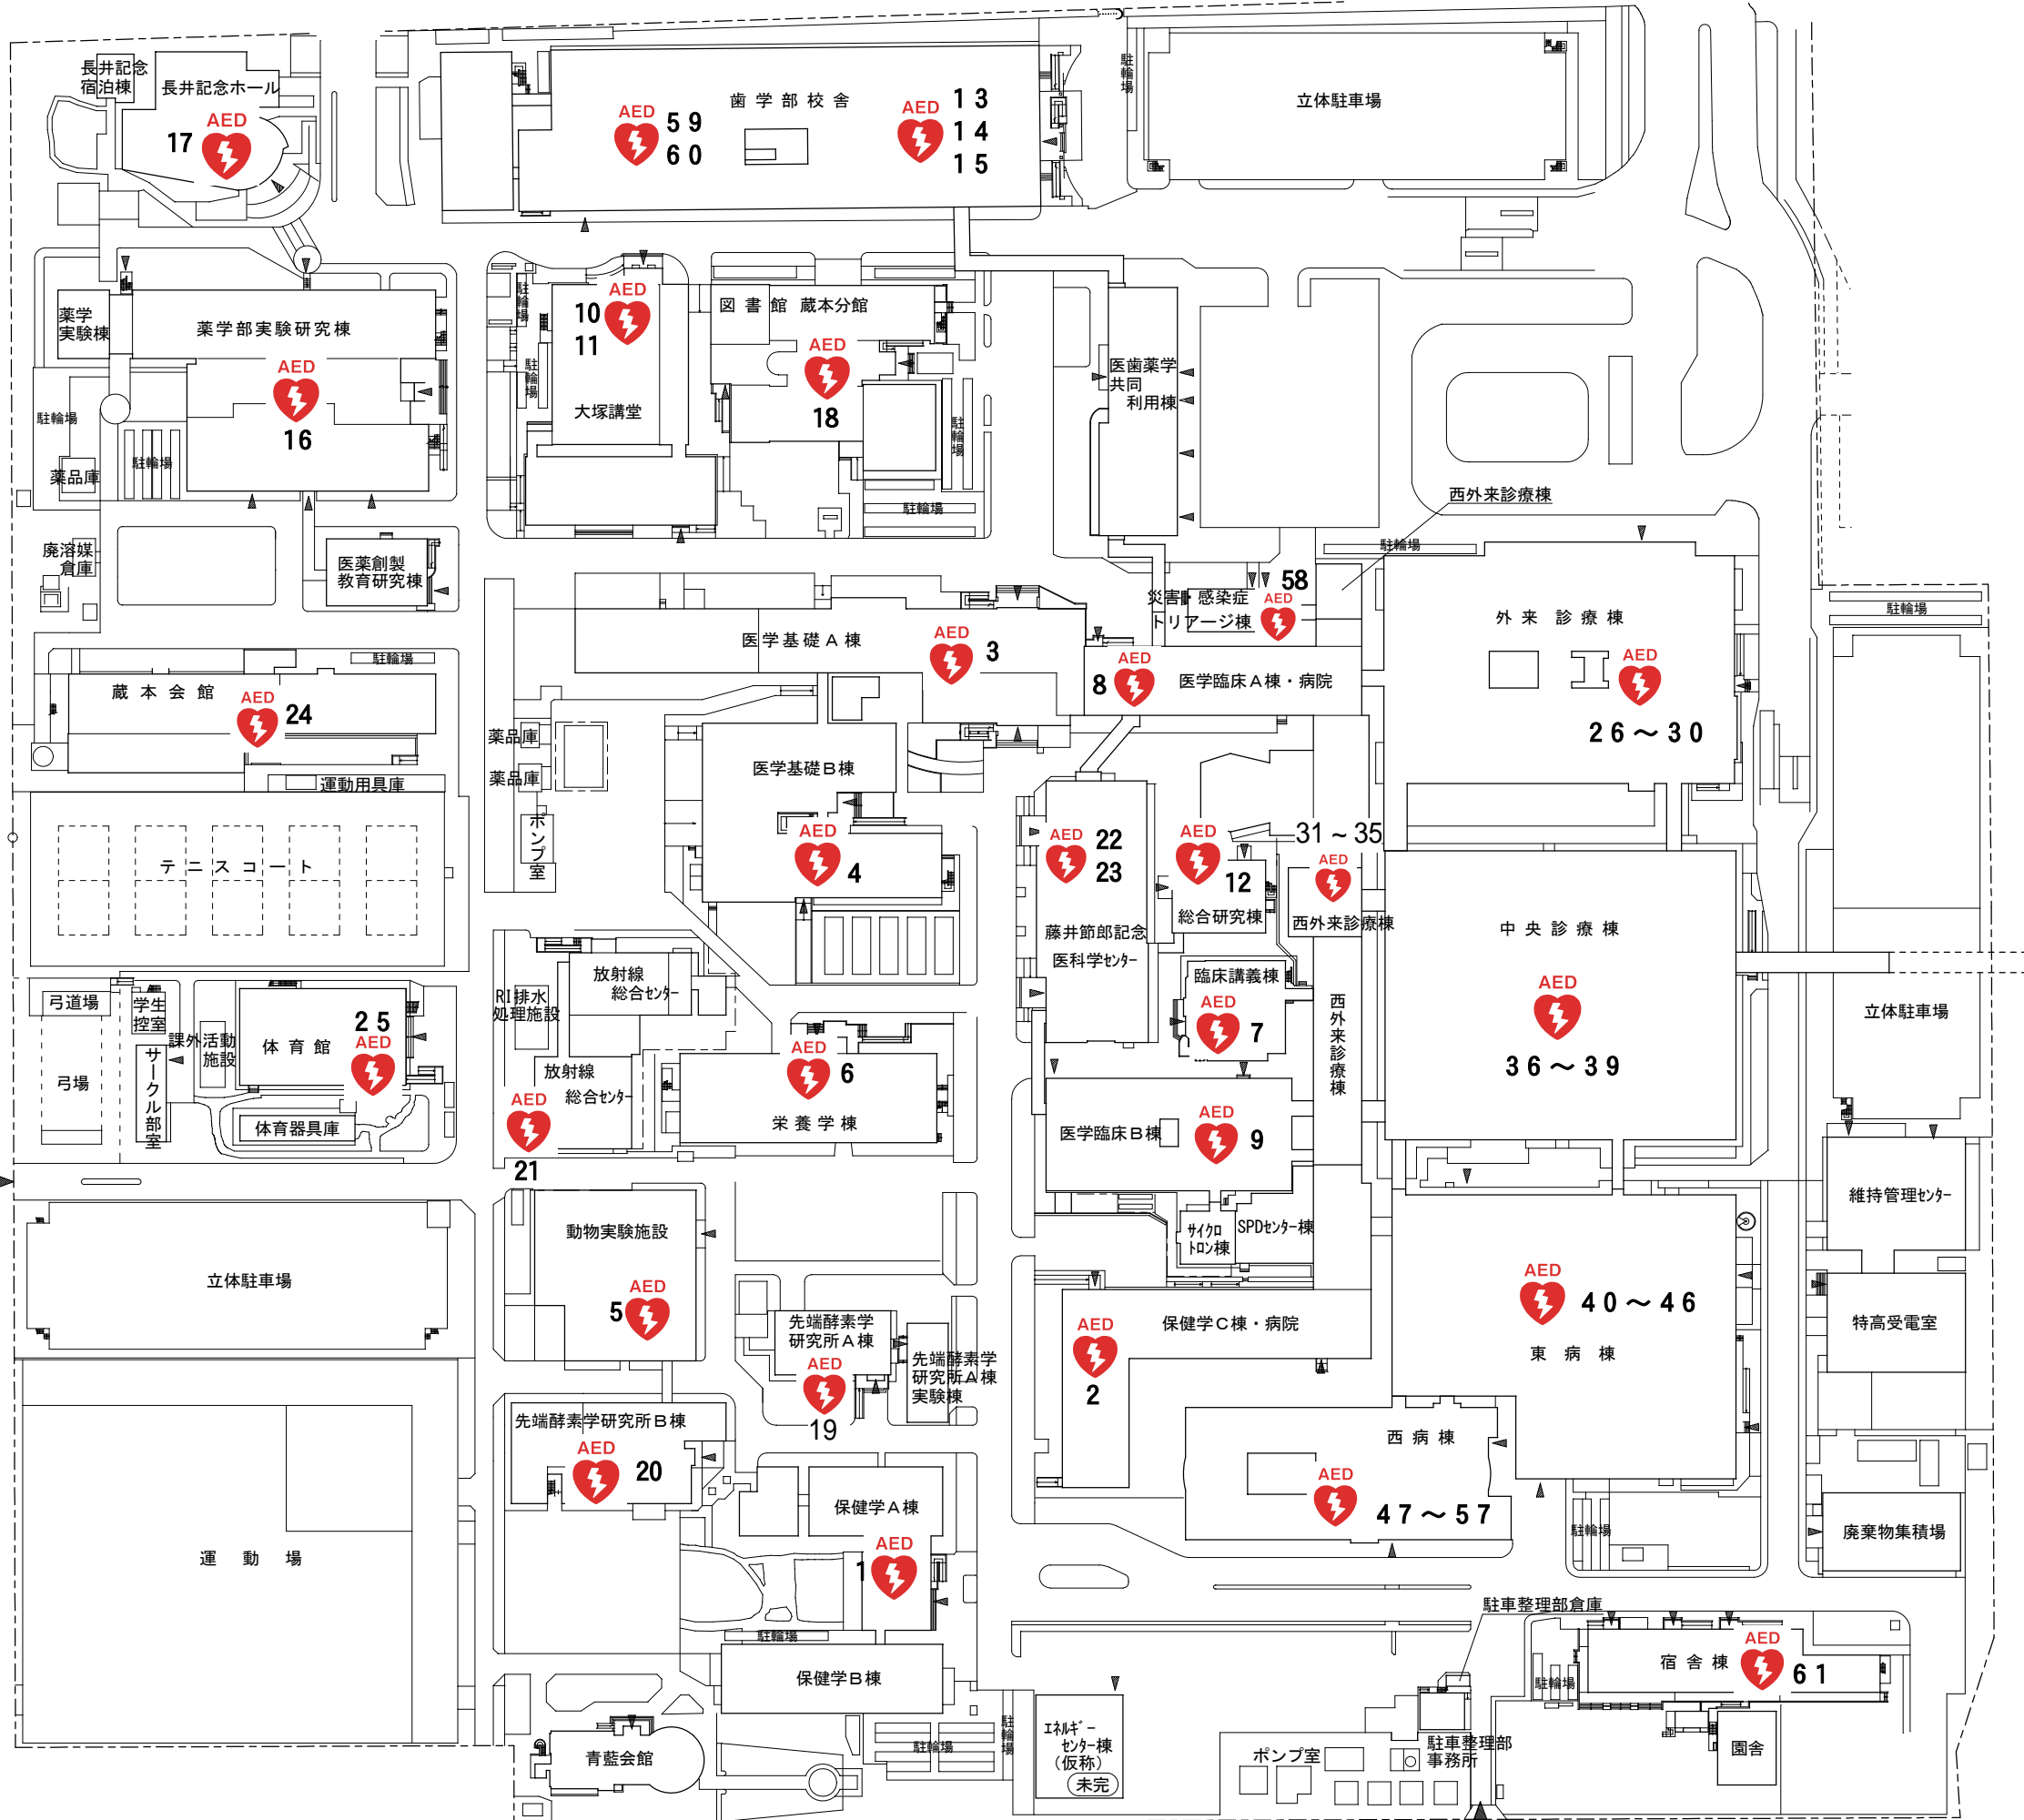 長井記念
宿泊棟
長井記念ホール
AED
17
歯学部校舎
AED
59
60
AED
13
14
15
駐輪場
立体駐車場
薬学
実験棟
薬学部実験研究棟
AED
16
駐輪場
薬品庫
駐輪場
駐輪場
駐輪場
AED
10
11
大塚講堂
図書館 蔵本分館
AED
18
駐輪場
駐輪場
医歯薬学
共同
利用棟
西外来診療棟
駐輪場
廃溶媒
倉庫
医薬創製
教育研究棟
58
AED
災害・感染症
トリアージ棟
外来診療棟
AED
26～30
駐輪場
医学基礎A棟
AED
3
AED
8
医学臨床A棟・病院
駐輪場
蔵本会館
AED
24
運動用具庫
薬品庫
薬品庫
ポンプ室
医学基礎B棟
AED
4
テニスコート
AED
22
23
藤井節郎記念
医科学センター
AED
12
総合研究棟
31～35
AED
西外来診療棟
中央診療棟
AED
36～39
立体駐車場
弓道場
学生
控室
課外活動
施設
弓場
サークル部室
体育館
25
AED
体育器具庫
RI排水
処理施設
放射線
総合センター
放射線
総合センター
AED
21
AED
6
栄養学棟
臨床講義棟
AED
7
西外来診療棟
医学臨床B棟
AED
9
サイクロ
トロン棟
SPDセンター棟
維持管理センター
立体駐車場
動物実験施設
AED
5
先端酵素学
研究所A棟
AED
19
先端酵素学
研究所A棟
実験棟
保健学C棟・病院
AED
2
AED
40～46
東病棟
特高受電室
先端酵素学研究所B棟
AED
20
西病棟
AED
47～57
駐輪場
廃棄物集積場
運動場
保健学A棟
AED
1
駐輪場
保健学B棟
駐車整理部倉庫
宿舎棟
AED
61
駐輪場
青藍会館
駐輪場
駐輪場
エネルギー
センター棟
(仮称)
未完
ポンプ室
駐車整理部
事務所
園舎